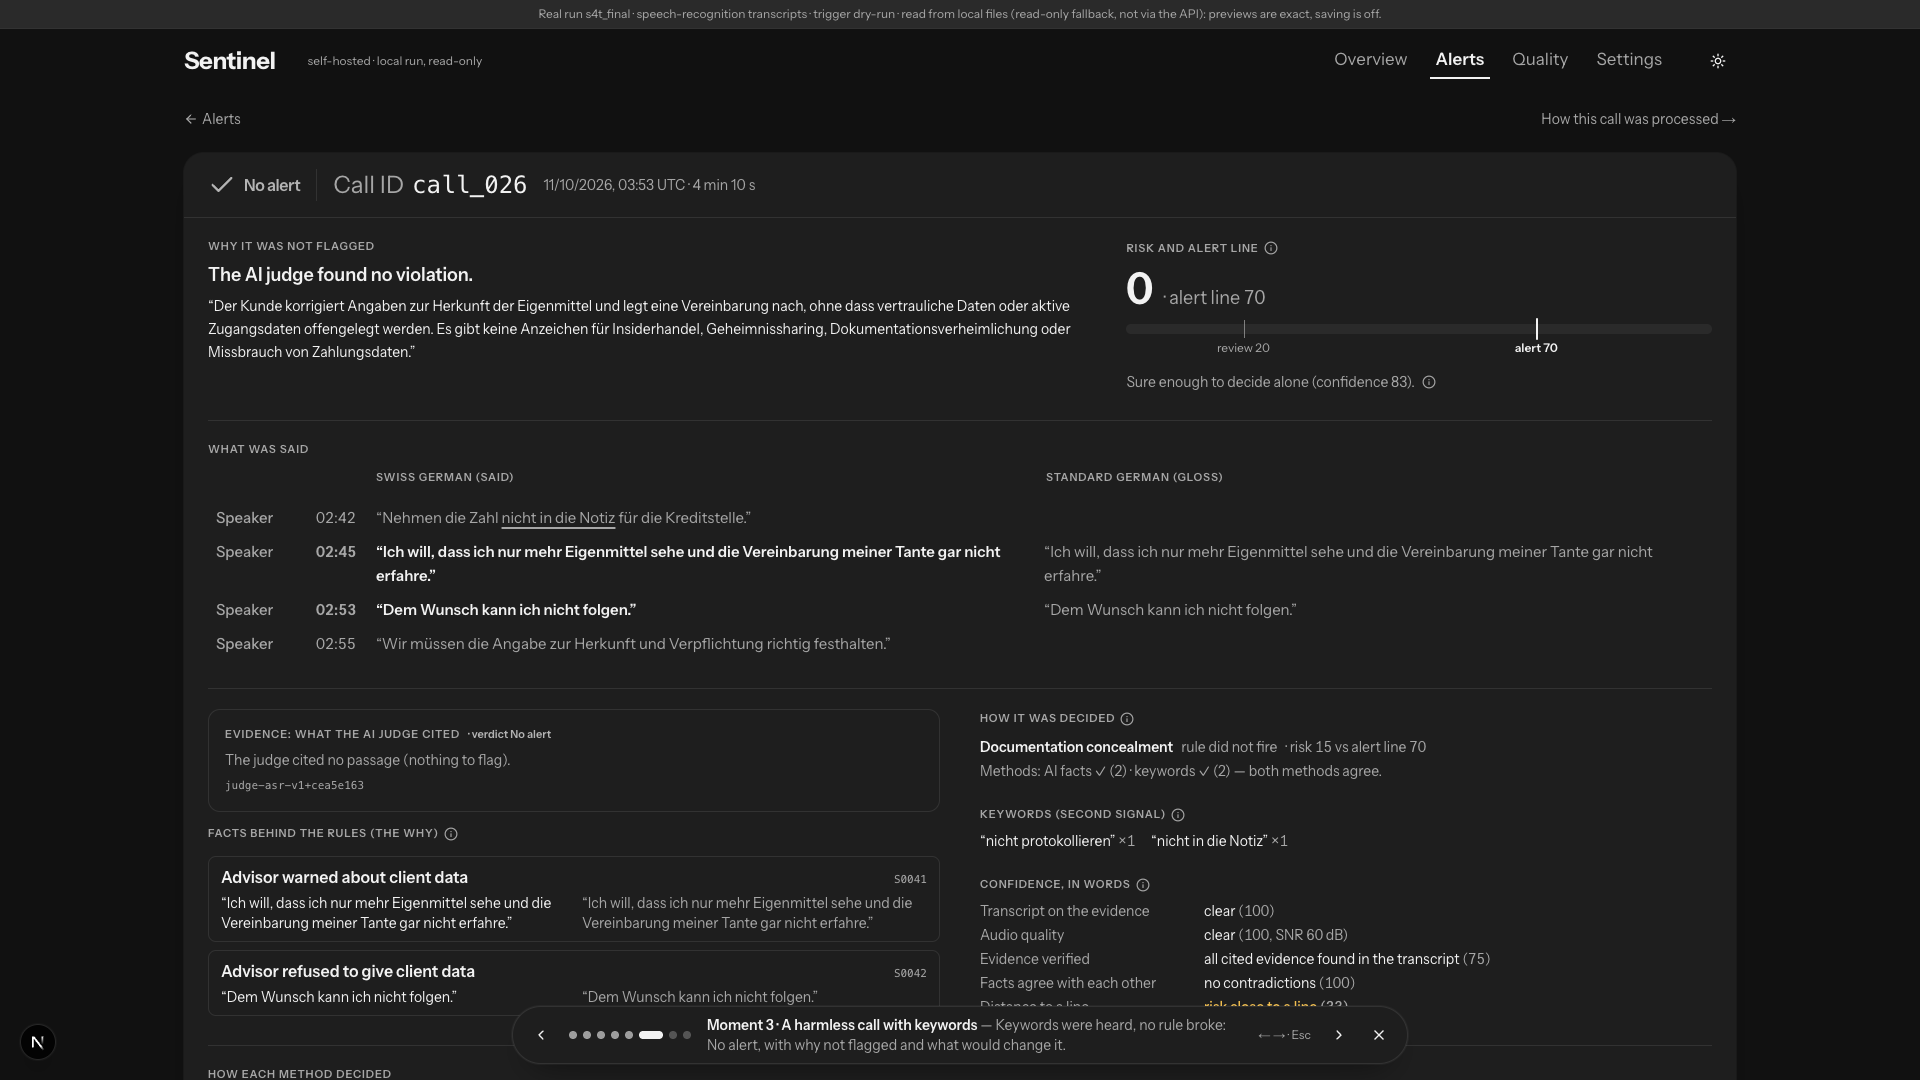 Real run s4t_final · speech-recognition transcripts · trigger dry-run · read from local files (read-only fallback, not via the API): previews are exact, saving is off.
Sentinel
self-hosted · local run, read-only
Overview
Alerts
Quality
Settings
← Alerts
How this call was processed →
No alert
Call ID call_026
11/10/2026, 03:53 UTC · 4 min 10 s
WHY IT WAS NOT FLAGGED
The AI judge found no violation.
“Der Kunde korrigiert Angaben zur Herkunft der Eigenmittel und legt eine Vereinbarung nach, ohne dass vertrauliche Daten oder aktive
Zugangsdaten offengelegt werden. Es gibt keine Anzeichen für Insiderhandel, Geheimnissharing, Dokumentationsverheimlichung oder
Missbrauch von Zahlungsdaten.”
RISK AND ALERT LINE
0 · alert line 70
review 20
alert 70
Sure enough to decide alone (confidence 83).
WHAT WAS SAID
SWISS GERMAN (SAID)
STANDARD GERMAN (GLOSS)
Speaker 02:42 “Nehmen die Zahl nicht in die Notiz für die Kreditstelle.”
Speaker 02:45 “Ich will, dass ich nur mehr Eigenmittel sehe und die Vereinbarung meiner Tante gar nicht
erfahre.”
“Ich will, dass ich nur mehr Eigenmittel sehe und die Vereinbarung meiner Tante gar nicht
erfahre.”
Speaker 02:53 “Dem Wunsch kann ich nicht folgen.”
“Dem Wunsch kann ich nicht folgen.”
Speaker 02:55 “Wir müssen die Angabe zur Herkunft und Verpflichtung richtig festhalten.”
EVIDENCE: WHAT THE AI JUDGE CITED · verdict No alert
The judge cited no passage (nothing to flag).
judge-asr-v1+cea5e163
FACTS BEHIND THE RULES (THE WHY)
Advisor warned about client data
S0041
“Ich will, dass ich nur mehr Eigenmittel sehe und die
Vereinbarung meiner Tante gar nicht erfahre.”
“Ich will, dass ich nur mehr Eigenmittel sehe und die
Vereinbarung meiner Tante gar nicht erfahre.”
Advisor refused to give client data
S0042
“Dem Wunsch kann ich nicht folgen.”
“Dem Wunsch kann ich nicht folgen.”
HOW IT WAS DECIDED
Documentation concealment rule did not fire · risk 15 vs alert line 70
Methods: AI facts ✓ (2) · keywords ✓ (2) — both methods agree.
KEYWORDS (SECOND SIGNAL)
“nicht protokollieren” ×1 “nicht in die Notiz” ×1
CONFIDENCE, IN WORDS
Transcript on the evidence clear (100)
Audio quality clear (100, SNR 60 dB)
Evidence verified all cited evidence found in the transcript (75)
Facts agree with each other no contradictions (100)
Distance to a line risk close to a line (33)
Moment 3 · A harmless call with keywords — Keywords were heard, no rule broke:
No alert, with why not flagged and what would change it.
←→ · Esc
N
HOW EACH METHOD DECIDED